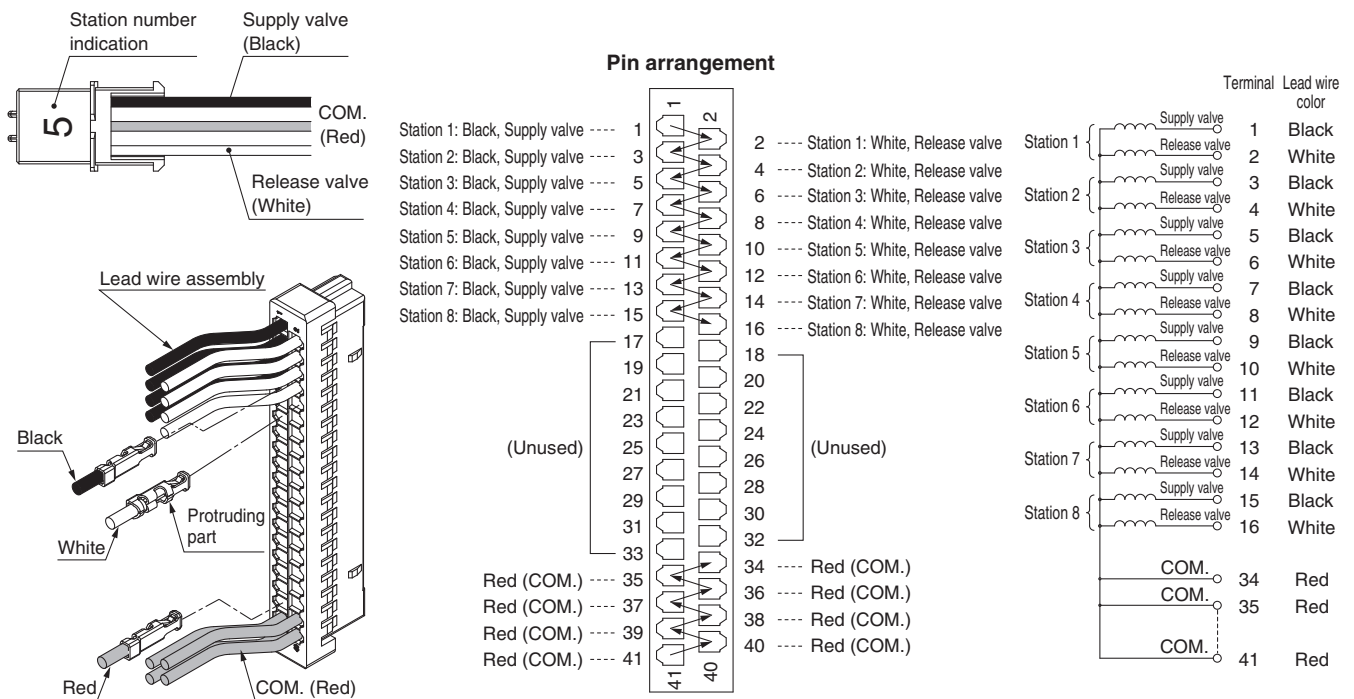 Station number
indication
Supply valve
(Black)
5
COM.
(Red)
Release valve
(White)
Lead wire assembly
Black
White
Protruding
part
Red
COM. (Red)
Pin arrangement
1
2
Station 1: Black, Supply valve ---- 1
2 ---- Station 1: White, Release valve
Station 2: Black, Supply valve ---- 3
4 ---- Station 2: White, Release valve
Station 3: Black, Supply valve ---- 5
6 ---- Station 3: White, Release valve
Station 4: Black, Supply valve ---- 7
8 ---- Station 4: White, Release valve
Station 5: Black, Supply valve ---- 9
10 ---- Station 5: White, Release valve
Station 6: Black, Supply valve ---- 11
12 ---- Station 6: White, Release valve
Station 7: Black, Supply valve ---- 13
14 ---- Station 7: White, Release valve
Station 8: Black, Supply valve ---- 15
16 ---- Station 8: White, Release valve
17
18
19
20
21
22
23
24
(Unused) 25
26 (Unused)
27
28
29
30
31
32
33
34 ---- Red (COM.)
Red (COM.) ---- 35
36 ---- Red (COM.)
Red (COM.) ---- 37
38 ---- Red (COM.)
Red (COM.) ---- 39
40 ---- Red (COM.)
Red (COM.) ---- 41
41
40
Terminal Lead wire
color
Station 1 Supply valve 1 Black
Release valve 2 White
Station 2 Supply valve 3 Black
Release valve 4 White
Station 3 Supply valve 5 Black
Release valve 6 White
Station 4 Supply valve 7 Black
Release valve 8 White
Station 5 Supply valve 9 Black
Release valve 10 White
Station 6 Supply valve 11 Black
Release valve 12 White
Station 7 Supply valve 13 Black
Release valve 14 White
Station 8 Supply valve 15 Black
Release valve 16 White
COM. 34 Red
COM. 35 Red
COM. 41 Red